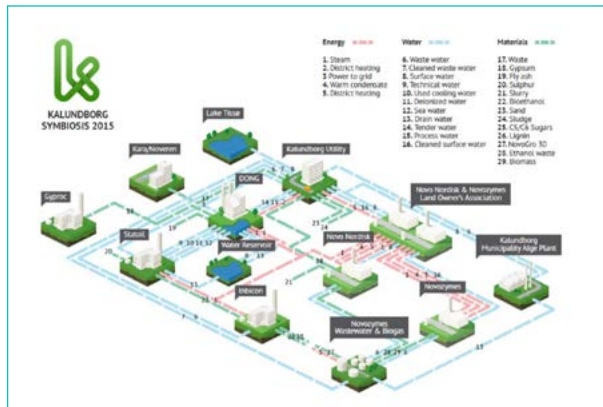 KALUNDBORG
SYMBIOSIS 2015
Energy
1. Steam
2. District heating
3 Power to grid
4. Warm condensate
5. District heating
Water
6. Waste water
7. Cleaned waste water
8. Surface water
9. Technical water
10. Used cooling water
11. Deionized water
12. Sea water
13. Drain water
14. Tender water
15. Process water
16. Cleaned surface water
Materials
17. Waste
18. Gypsum
19. Fly ash
20. Sulphur
21. Slurry
22. Bioethanol
23. Sand
24. Sludge
25. C5/C6 Sugars
26. Lignin
27. NovoGro 30
28. Ethanol waste
29. Biomass
Lake Tissø
Kara/Noveren
Kalundborg Utility
DONG
Gyproc
Novo Nordisk & Novozymes
Land Owner's Association
Statoil
Water Reservoir
Novo Nordisk
Kalundborg
Municipality Alge Plant
Inbicon
Novozymes
Novozymes
Wastewater & Biogas